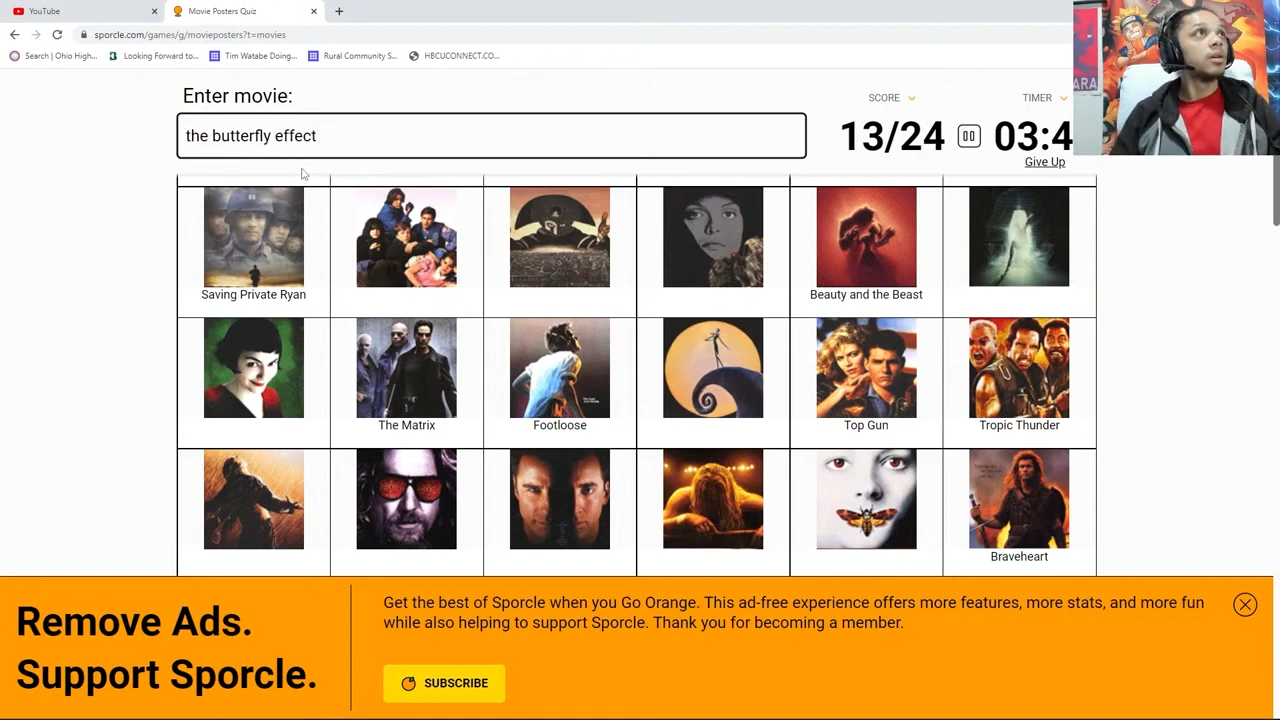 YouTube
Movie Posters Quiz
sporcle.com/games/g/movieposters?t=movies
Search | Ohio High...
Looking Forward to...
Tim Watabe Doing...
Rural Community S...
HBCUCONNECT.CO...
Enter movie:
the butterfly effect
SCORE
TIMER
13/24
03:4
Give Up
ARA
Saving Private Ryan
Beauty and the Beast
The Matrix
Footloose
Top Gun
Tropic Thunder
Braveheart
Remove Ads.
Support Sporcle.
Get the best of Sporcle when you Go Orange. This ad-free experience offers more features, more stats, and more fun
while also helping to support Sporcle. Thank you for becoming a member.
SUBSCRIBE